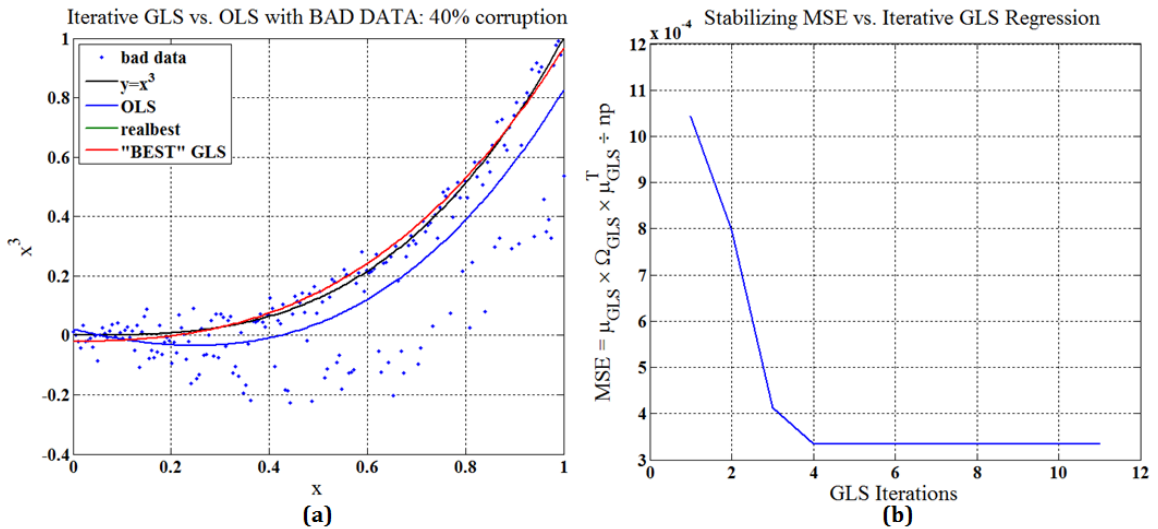 Iterative GLS vs. OLS with BAD DATA: 40% corruption
1
0.8
0.6
0.4
0.2
0
-0.2
-0.4
x³
bad data
y=x³
OLS
realbest
"BEST" GLS
0
0.2
0.4
0.6
0.8
1
x
(a)
Stabilizing MSE vs. Iterative GLS Regression
x 10⁻⁴
12
11
10
9
8
7
6
5
4
3
MSE = μ_GLS × Ω_GLS × μ_GLS^T ÷ np
0
2
4
6
8
10
12
GLS Iterations
(b)